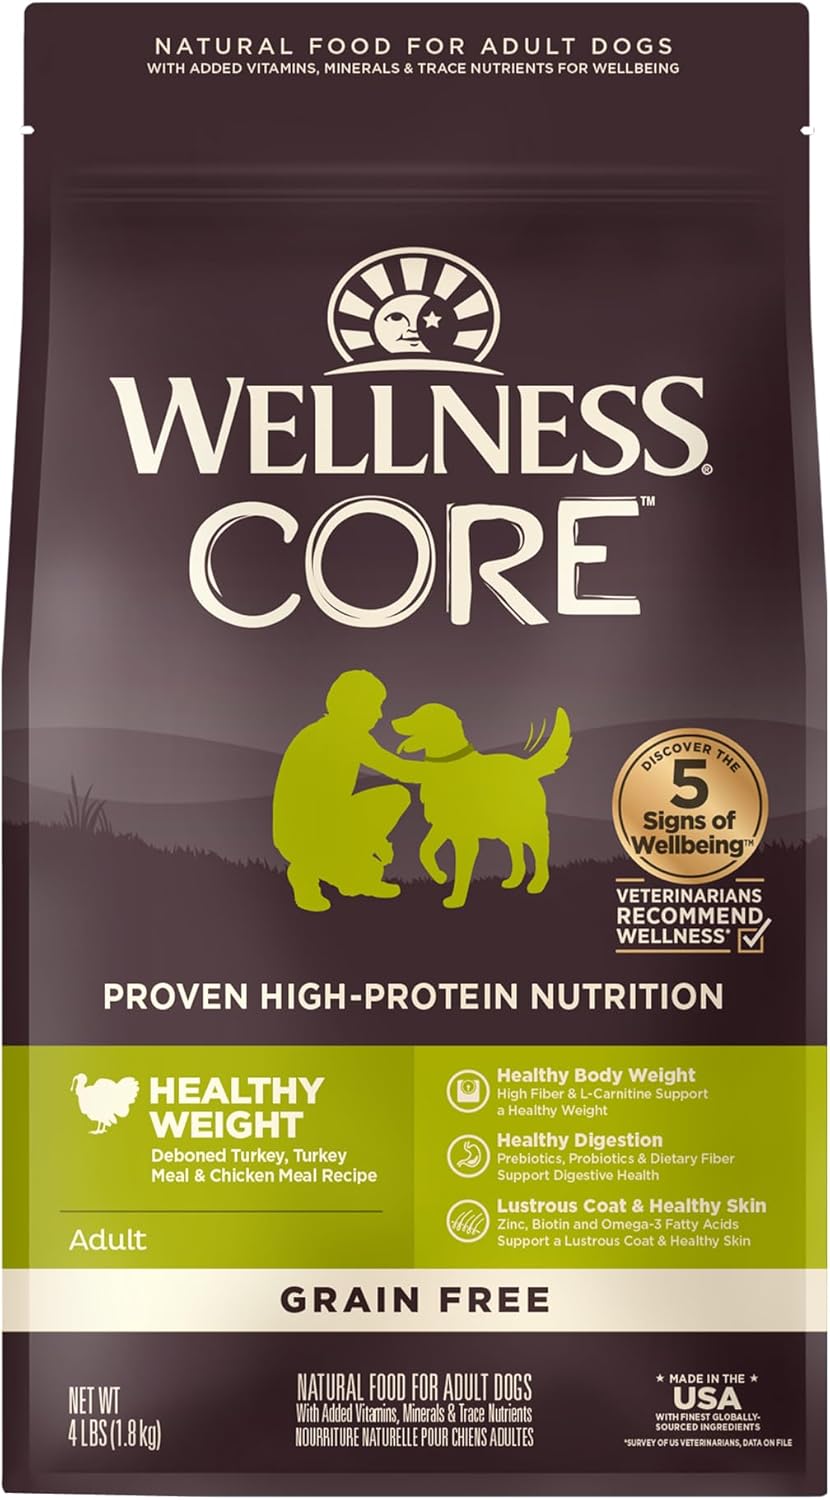 NATURAL FOOD FOR ADULT DOGS
WITH ADDED VITAMINS, MINERALS & TRACE NUTRIENTS FOR WELLBEING
WELLNESS®
CORE™
DISCOVER THE
5
Signs of
Wellbeing™
VETERINARIANS
RECOMMEND
WELLNESS*
PROVEN HIGH-PROTEIN NUTRITION
HEALTHY
WEIGHT
Deboned Turkey, Turkey
Meal & Chicken Meal Recipe
Adult
Healthy Body Weight
High Fiber & L-Carnitine Support
a Healthy Weight
Healthy Digestion
Prebiotics, Probiotics & Dietary Fiber
Support Digestive Health
Lustrous Coat & Healthy Skin
Zinc, Biotin and Omega-3 Fatty Acids
Support a Lustrous Coat & Healthy Skin
GRAIN FREE
NET WT
4 LBS (1.8 kg)
NATURAL FOOD FOR ADULT DOGS
With Added Vitamins, Minerals & Trace Nutrients
NOURRITURE NATURELLE POUR CHIENS ADULTES
★ MADE IN THE ★
USA
WITH FINEST GLOBALLY-
SOURCED INGREDIENTS
*SURVEY OF US VETERINARIANS, DATA ON FILE